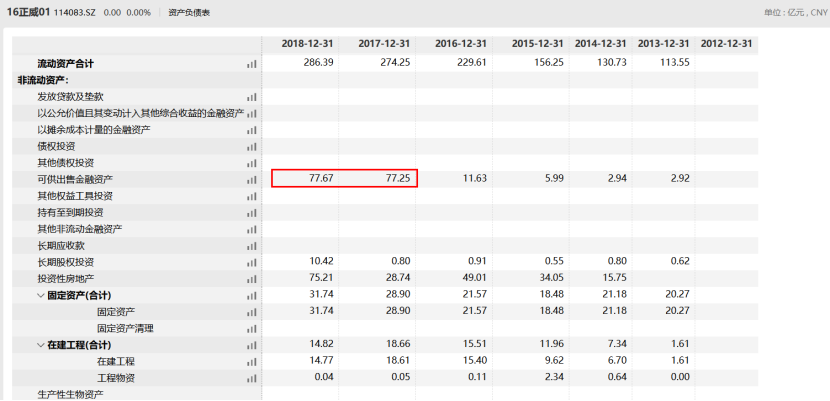 16正威01 114083.SZ 0.00 0.00% 资产负债表 单位 : 亿元 , CNY
2018-12-31 2017-12-31 2016-12-31 2015-12-31 2014-12-31 2013-12-31 2012-12-31
流动资产合计 286.39 274.25 229.61 156.25 130.73 113.55
非流动资产：
发放贷款及垫款
以公允价值且其变动计入其他综合收益的金融资产
以摊余成本计量的金融资产
债权投资
其他债权投资
可供出售金融资产 77.67 77.25 11.63 5.99 2.94 2.92
其他权益工具投资
持有至到期投资
其他非流动金融资产
长期应收款
长期股权投资 10.42 0.80 0.91 0.55 0.80 0.62
投资性房地产 75.21 28.74 49.01 34.05 15.75
固定资产(合计) 31.74 28.90 21.57 18.48 21.18 20.27
固定资产 31.74 28.90 21.57 18.48 21.18 20.27
固定资产清理
在建工程(合计) 14.82 18.66 15.51 11.96 7.34 1.61
在建工程 14.77 18.61 15.40 9.62 6.70 1.61
工程物资 0.04 0.05 0.11 2.34 0.64 0.00
生产性生物资产